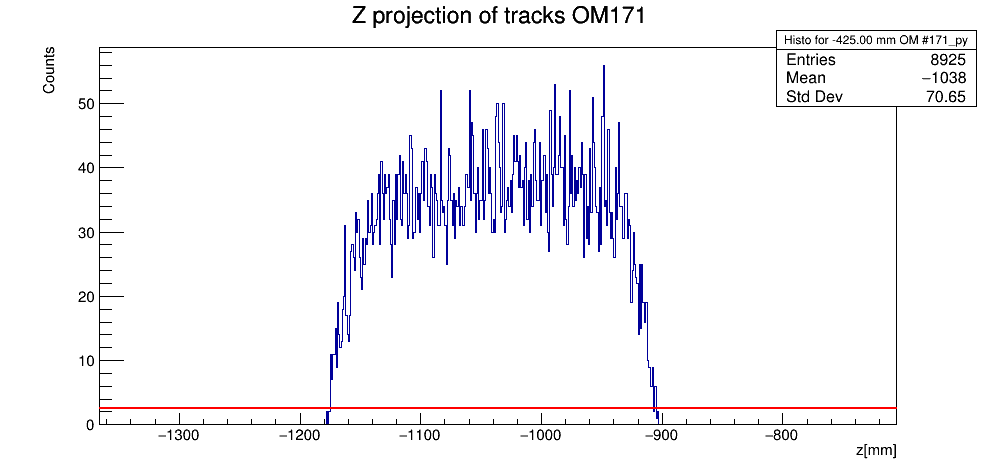 Z projection of tracks OM171
Histo for -425.00 mm OM #171_py
Entries 8925
Mean −1038
Std Dev 70.65
Counts
50
40
30
20
10
0
−1300 −1200 −1100 −1000 −900 −800
z[mm]